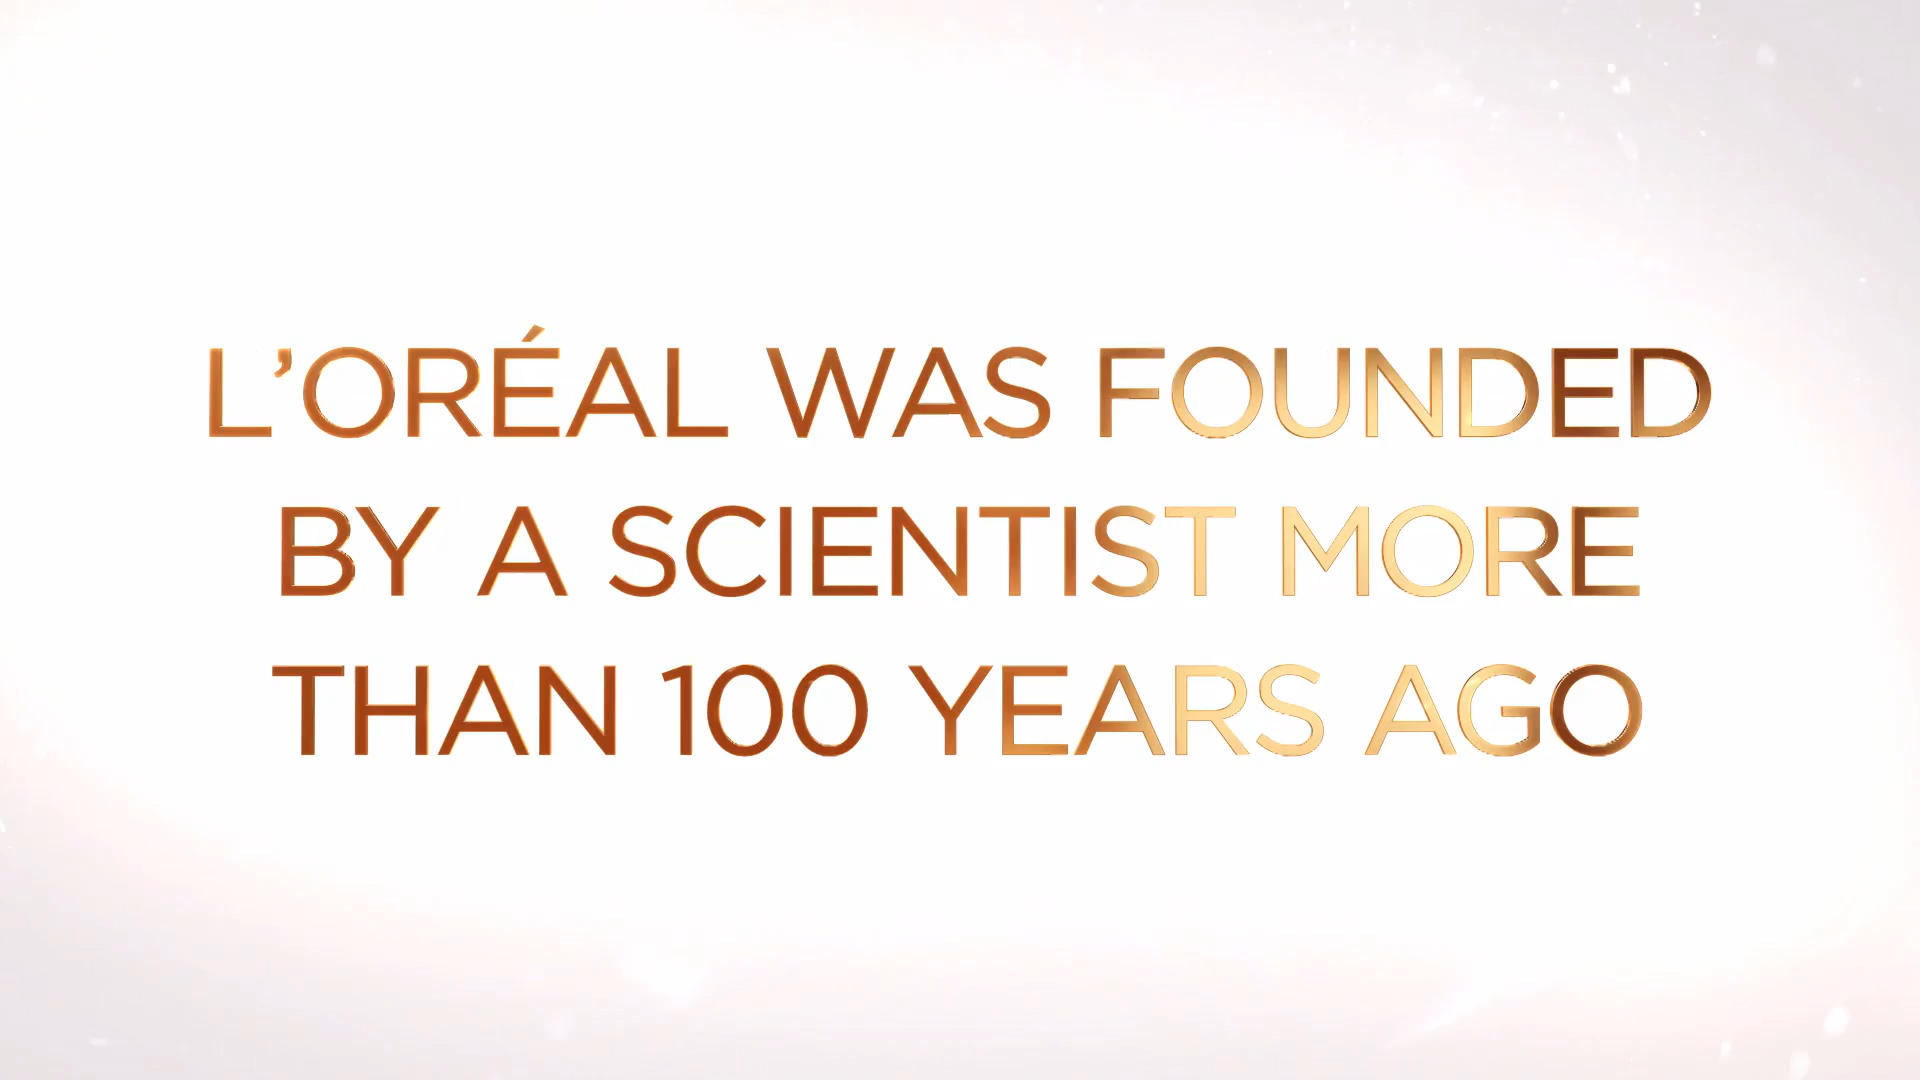 L’ORÉAL WAS FOUNDED
BY A SCIENTIST MORE
THAN 100 YEARS AGO